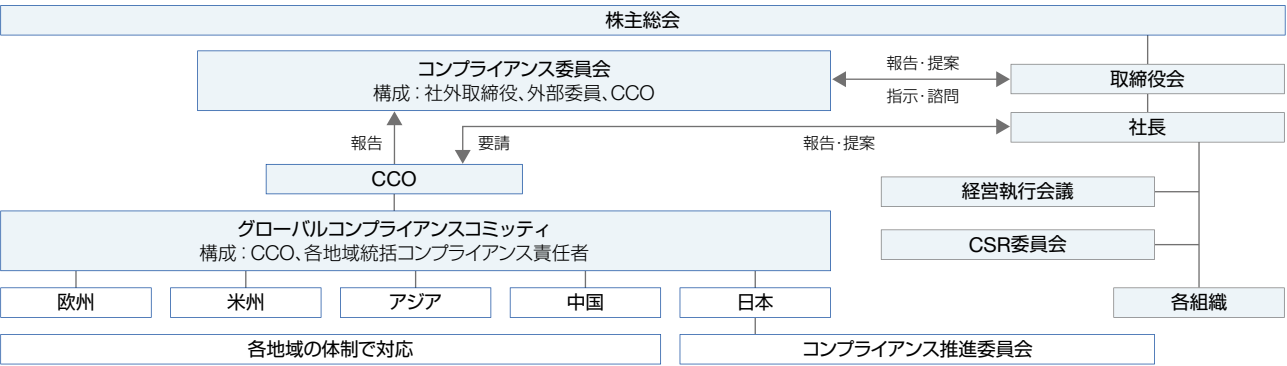 株主総会
コンプライアンス委員会
構成：社外取締役、外部委員、CCO
報告・提案
指示・諮問
取締役会
社長
報告
要請
報告・提案
CCO
経営執行会議
グローバルコンプライアンスコミッティ
構成：CCO、各地域統括コンプライアンス責任者
CSR委員会
欧州
米州
アジア
中国
日本
各組織
各地域の体制で対応
コンプライアンス推進委員会